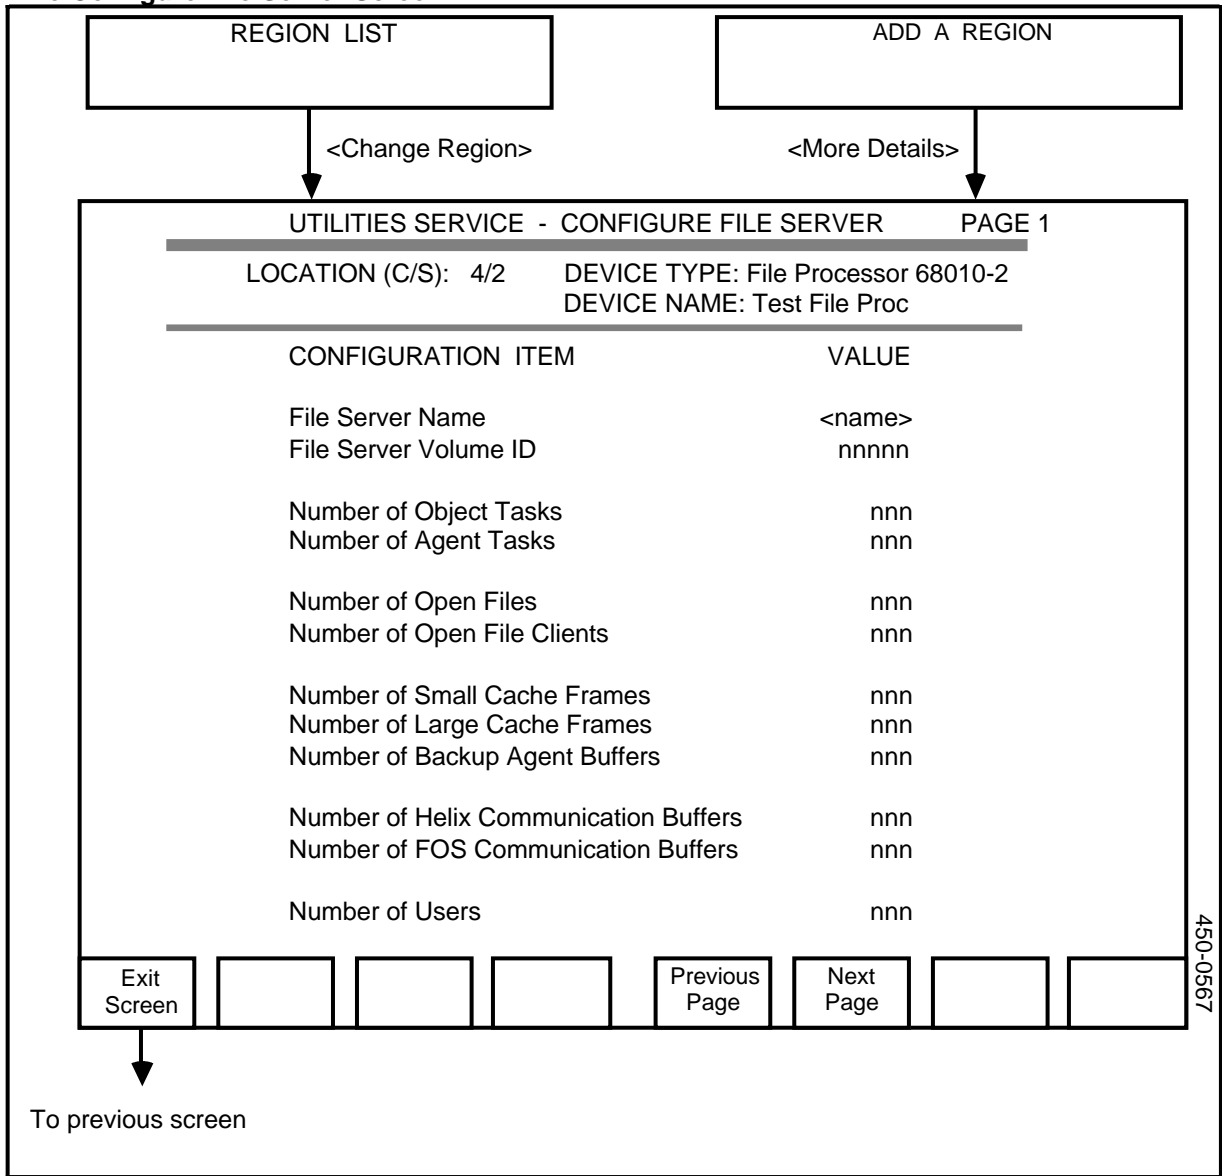 REGION LIST
ADD A REGION
<Change Region>
<More Details>
UTILITIES SERVICE - CONFIGURE FILE SERVER PAGE 1
LOCATION (C/S): 4/2 DEVICE TYPE: File Processor 68010-2
DEVICE NAME: Test File Proc
CONFIGURATION ITEM VALUE
File Server Name <name>
File Server Volume ID nnnnn
Number of Object Tasks nnn
Number of Agent Tasks nnn
Number of Open Files nnn
Number of Open File Clients nnn
Number of Small Cache Frames nnn
Number of Large Cache Frames nnn
Number of Backup Agent Buffers nnn
Number of Helix Communication Buffers nnn
Number of FOS Communication Buffers nnn
Number of Users nnn
Exit
Screen
Previous
Page
Next
Page
450-0567
To previous screen